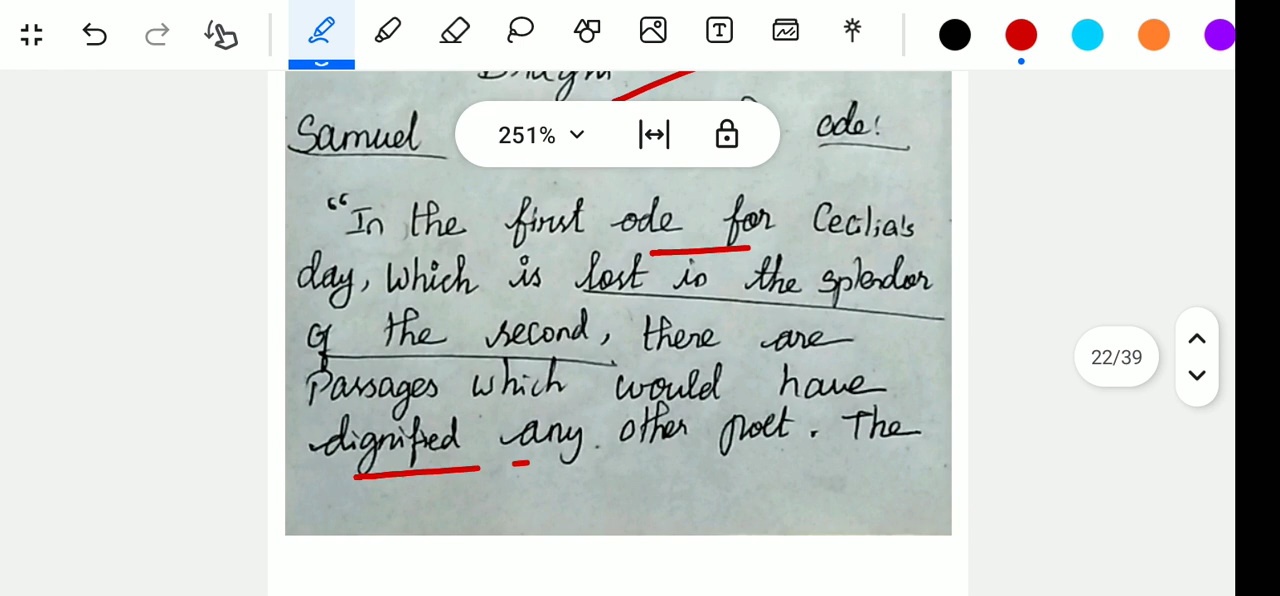 Samuel ode!
251%
"In the first ode for Cecilia's
day, which is lost in the splendor
of the second, there are
22/39
Passages which would have
dignified any other poet. The